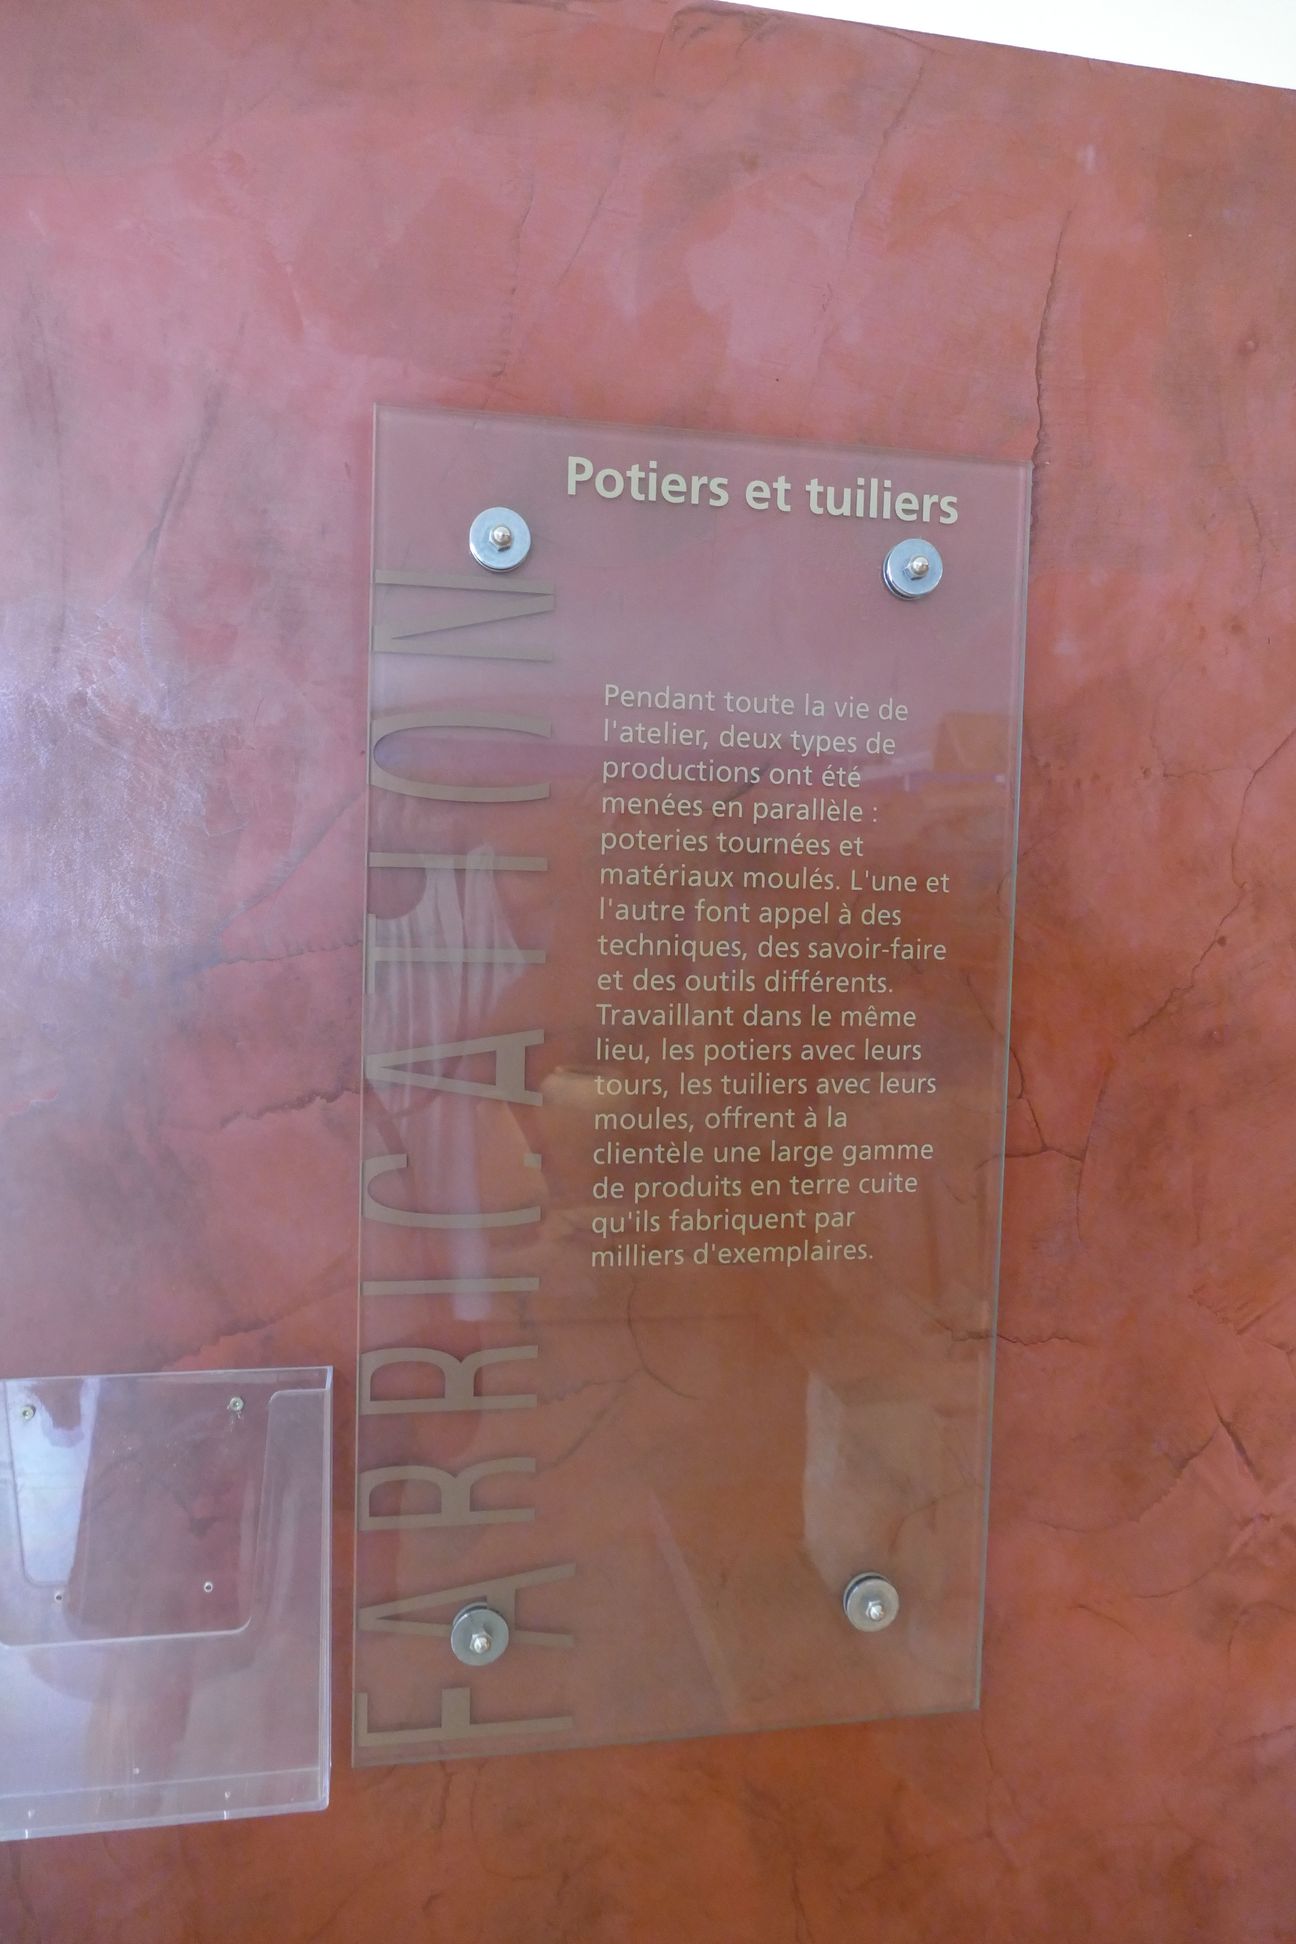 Potiers et tuiliers
FABRICATION
Pendant toute la vie de
l'atelier, deux types de
productions ont été
menées en parallèle :
poteries tournées et
matériaux moulés. L'une et
l'autre font appel à des
techniques, des savoir-faire
et des outils différents.
Travaillant dans le même
lieu, les potiers avec leurs
tours, les tuiliers avec leurs
moules, offrent à la
clientèle une large gamme
de produits en terre cuite
qu'ils fabriquent par
milliers d'exemplaires.